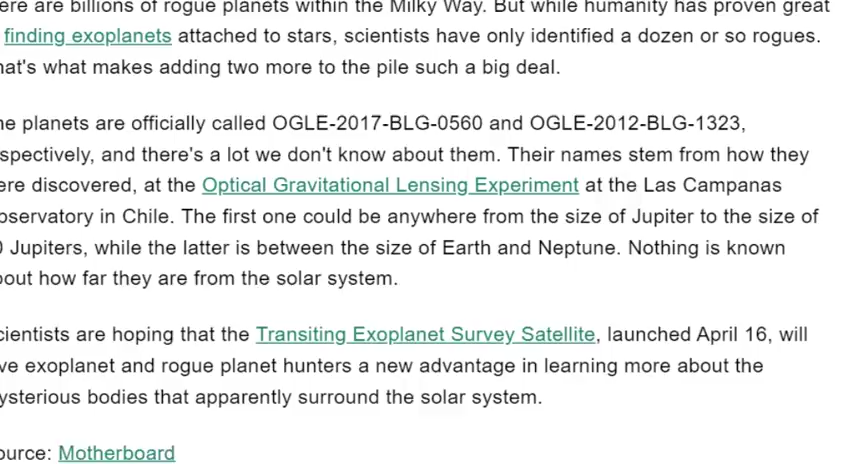 ere are billions of rogue planets within the Milky Way. But while humanity has proven great
finding exoplanets attached to stars, scientists have only identified a dozen or so rogues.
hat's what makes adding two more to the pile such a big deal.
ne planets are officially called OGLE-2017-BLG-0560 and OGLE-2012-BLG-1323,
spectively, and there's a lot we don't know about them. Their names stem from how they
ere discovered, at the Optical Gravitational Lensing Experiment at the Las Campanas
bservatory in Chile. The first one could be anywhere from the size of Jupiter to the size of
0 Jupiters, while the latter is between the size of Earth and Neptune. Nothing is known
bout how far they are from the solar system.
cientists are hoping that the Transiting Exoplanet Survey Satellite, launched April 16, will
ve exoplanet and rogue planet hunters a new advantage in learning more about the
ysterious bodies that apparently surround the solar system.
ource: Motherboard